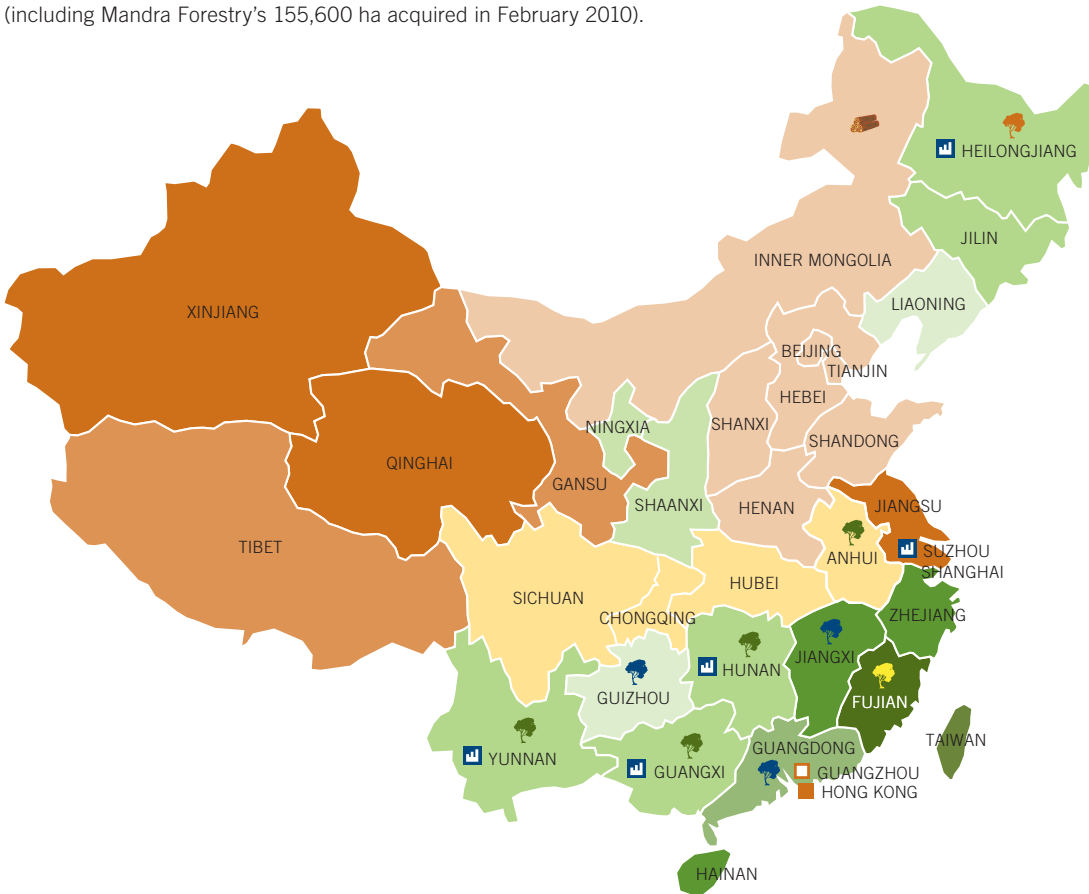 (including Mandra Forestry's 155,600 ha acquired in February 2010).
HEILONGJIANG
JILIN
INNER MONGOLIA
LIAONING
XINJIANG
BEIJING
TIANJIN
HEBEI
NINGXIA
SHANXI
SHANDONG
QINGHAI
GANSU
SHAANXI
HENAN
JIANGSU
TIBET
ANHUI
SUZHOU
SHANGHAI
HUBEI
SICHUAN
CHONGQING
ZHEJIANG
JIANGXI
HUNAN
GUIZHOU
FUJIAN
TAIWAN
GUANGDONG
YUNNAN
GUANGXI
GUANGZHOU
HONG KONG
HAINAN